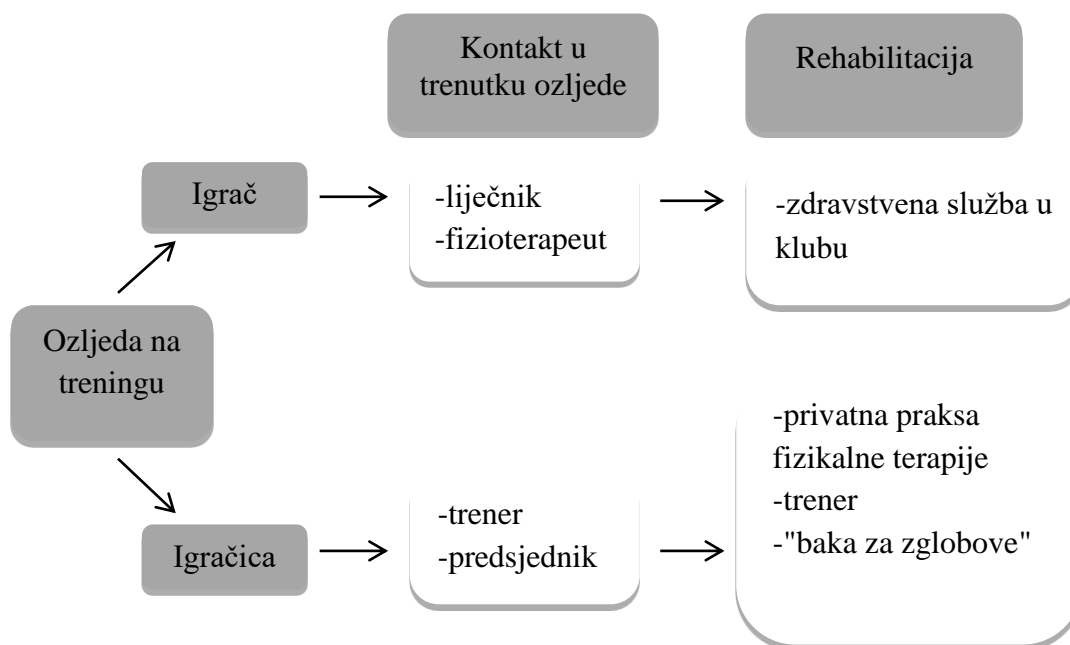 Kontakt u
trenutku ozljede
Rehabilitacija
Igrač
-liječnik
-fizioterapeut
-zdravstvena služba u
klubu
Ozljeda na
treningu
Igračica
-trener
-predsjednik
-privatna praksa
fizikalne terapije
-trener
-"baka za zglobove"